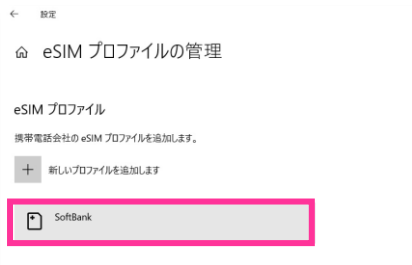 設定
eSIM プロファイルの管理
eSIM プロファイル
携帯電話会社の eSIM プロファイルを追加します。
新しいプロファイルを追加します
SoftBank